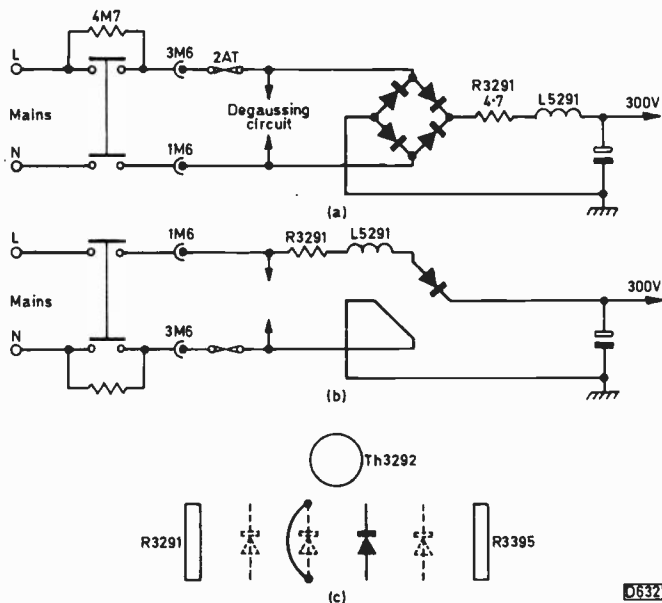 4M7
L
3M6
2AT
R3291
4·7
L5291
300V
Mains
Degaussing
circuit
N
1M6
(a)
L
1M6
R3291
L5291
300V
Mains
N
3M6
(b)
Th3292
R3291
R3395
(c)
D632